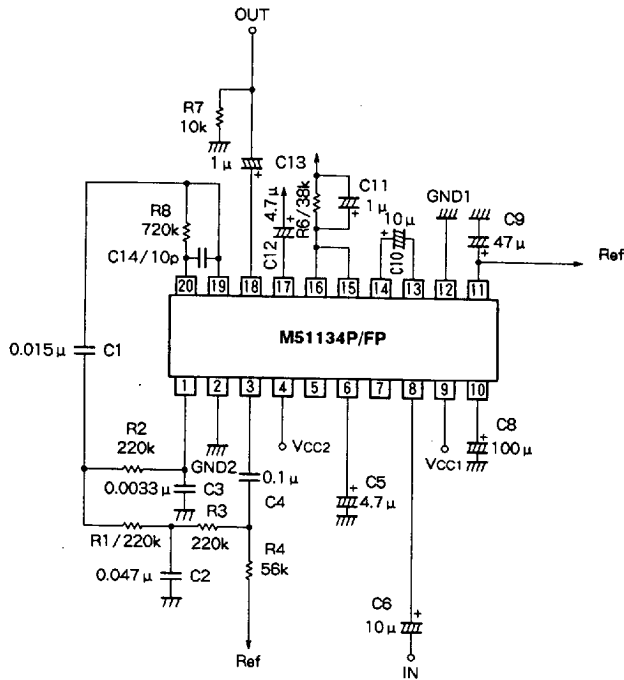 OUT
R7
10k
1μ
+
C13
4.7μ
+
C12
R6/38k
C11
1μ
+
10μ
+
C10
GND1
C9
47μ
+
Ref
R8
720k
C14/10p
20
19
18
17
16
15
14
13
12
11
M51134P/FP
0.015μ
C1
1
2
3
4
5
6
7
8
9
10
R2
220k
GND2
VCC2
VCC1
+
C8
100μ
0.0033μ
C3
0.1μ
C4
+
C5
4.7μ
R1/220k
R3
220k
R4
56k
0.047μ
C2
C6
+
10μ
Ref
IN